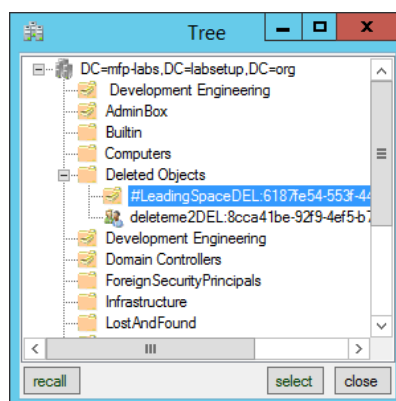 Tree
DC=mfp-labs,DC=labsetup,DC=org
Development Engineering
AdminBox
Builtin
Computers
Deleted Objects
#LeadingSpaceDEL:6187fe54-553f-44
deleteme2DEL:8cca41be-92f9-4ef5-b7
Development Engineering
Domain Controllers
ForeignSecurityPrincipals
Infrastructure
LostAndFound
recall select close